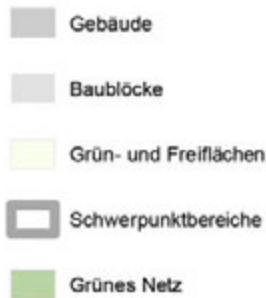 Gebäude
Baublöcke
Grün- und Freiflächen
Schwerpunktbereiche
Grünes Netz